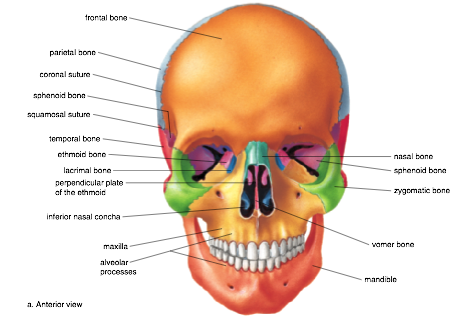 frontal bone
parietal bone
coronal suture
sphenoid bone
squamosal suture
temporal bone
ethmoid bone
lacrimal bone
perpendicular plate
of the ethmoid
inferior nasal concha
maxilla
alveolar
processes
nasal bone
sphenoid bone
zygomatic bone
vomer bone
mandible
a. Anterior view